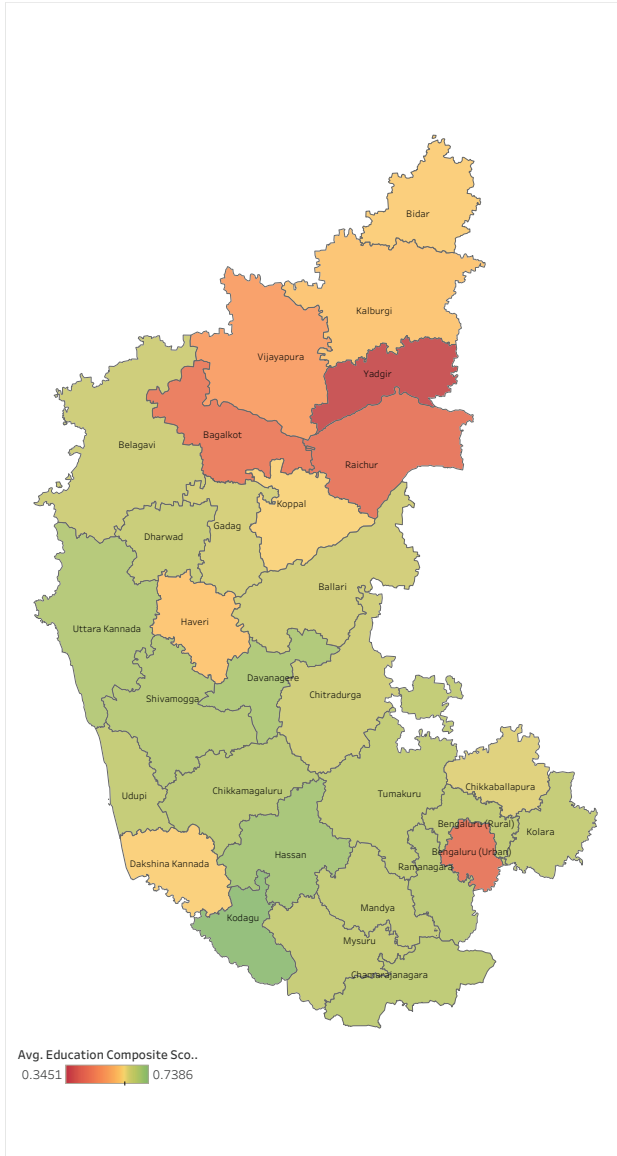 Bidar
Kalburgi
Vijayapura
Yadgir
Bagalkot
Belagavi
Raichur
Koppal
Gadag
Dharwad
Ballari
Haveri
Uttara Kannada
Davanagere
Shivamogga
Chitradurga
Chikkaballapura
Chikkamagaluru
Tumakuru
Udupi
Bengaluru (Rural)
Kolara
Bengaluru (Urban)
Hassan
Dakshina Kannada
Ramanagara
Mandya
Kodagu
Mysuru
Chamarajanagara
Avg. Education Composite Sco..
0.3451 0.7386